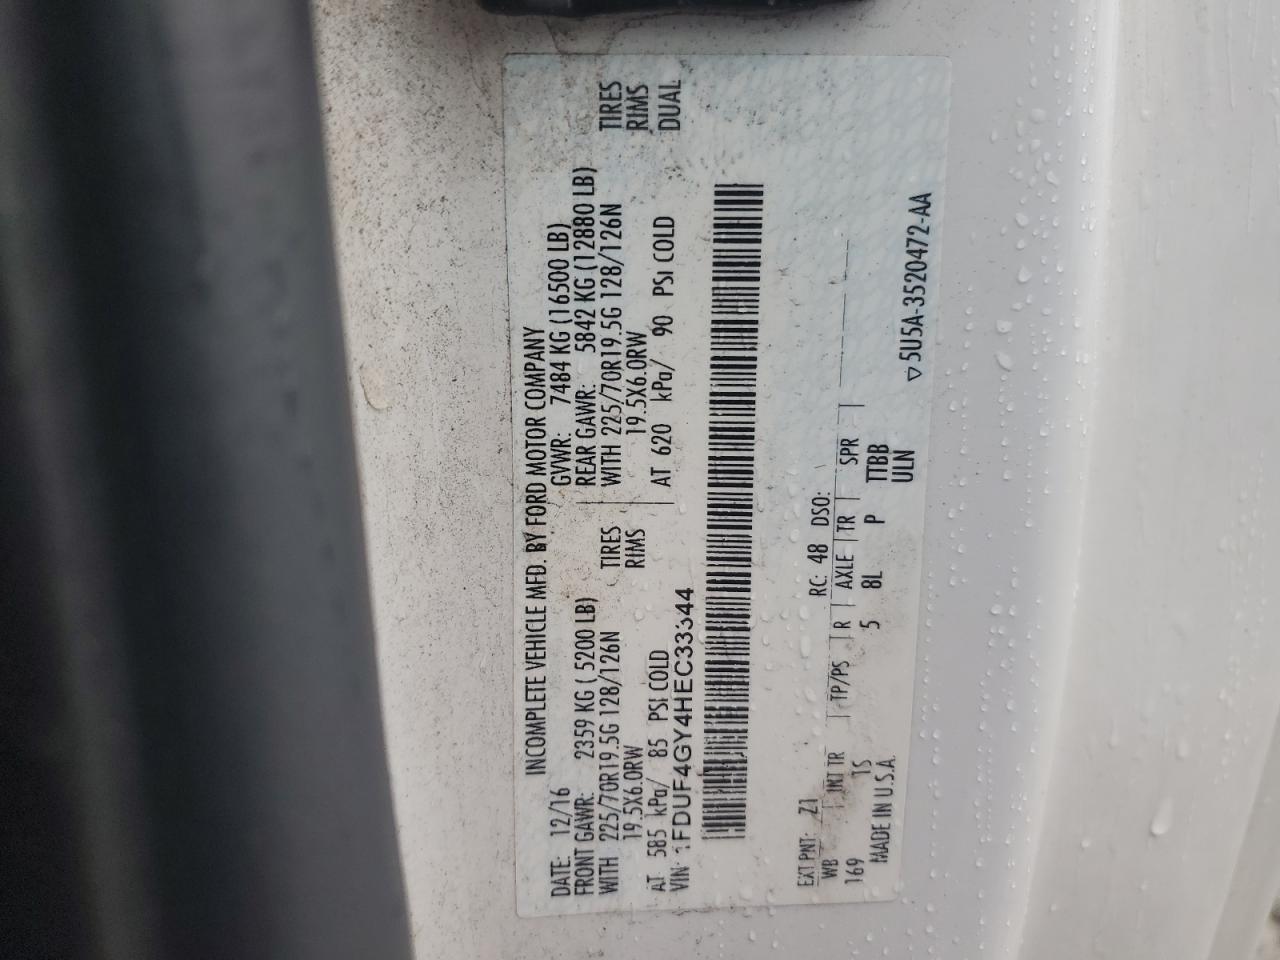 INCOMPLETE VEHICLE MFD. BY FORD MOTOR COMPANY
DATE: 12/16 GVWR: 7484 KG (16500 LB)
FRONT GAWR: 2359 KG ( 5200 LB) REAR GAWR: 5842 KG (12880 LB)
WITH 225/70R19.5G 128/126N TIRES WITH 225/70R19.5G 128/126N TIRES
19.5X6.0RW RIMS 19.5X6.0RW RIMS
AT 585 kPa/ 85 PSI COLD AT 620 kPa/ 90 PSI COLD DUAL
VIN: 1FDUF4GY4HEC33344
EXT PNT: Z1 RC: 48 DSO:
WB INT TR TP/PS R AXLE TR SPR
169 1S 5 8L P TTBB
MADE IN U.S.A. ULN
▽5U5A-3520472-AA